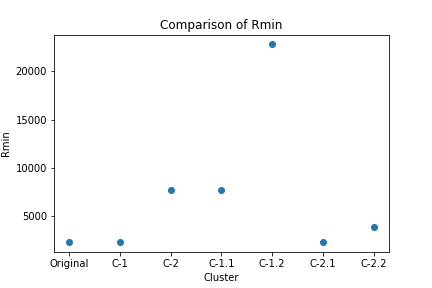 Comparison of Rmin
Rmin
20000
15000
10000
5000
Original C-1 C-2 C-1.1 C-1.2 C-2.1 C-2.2
Cluster